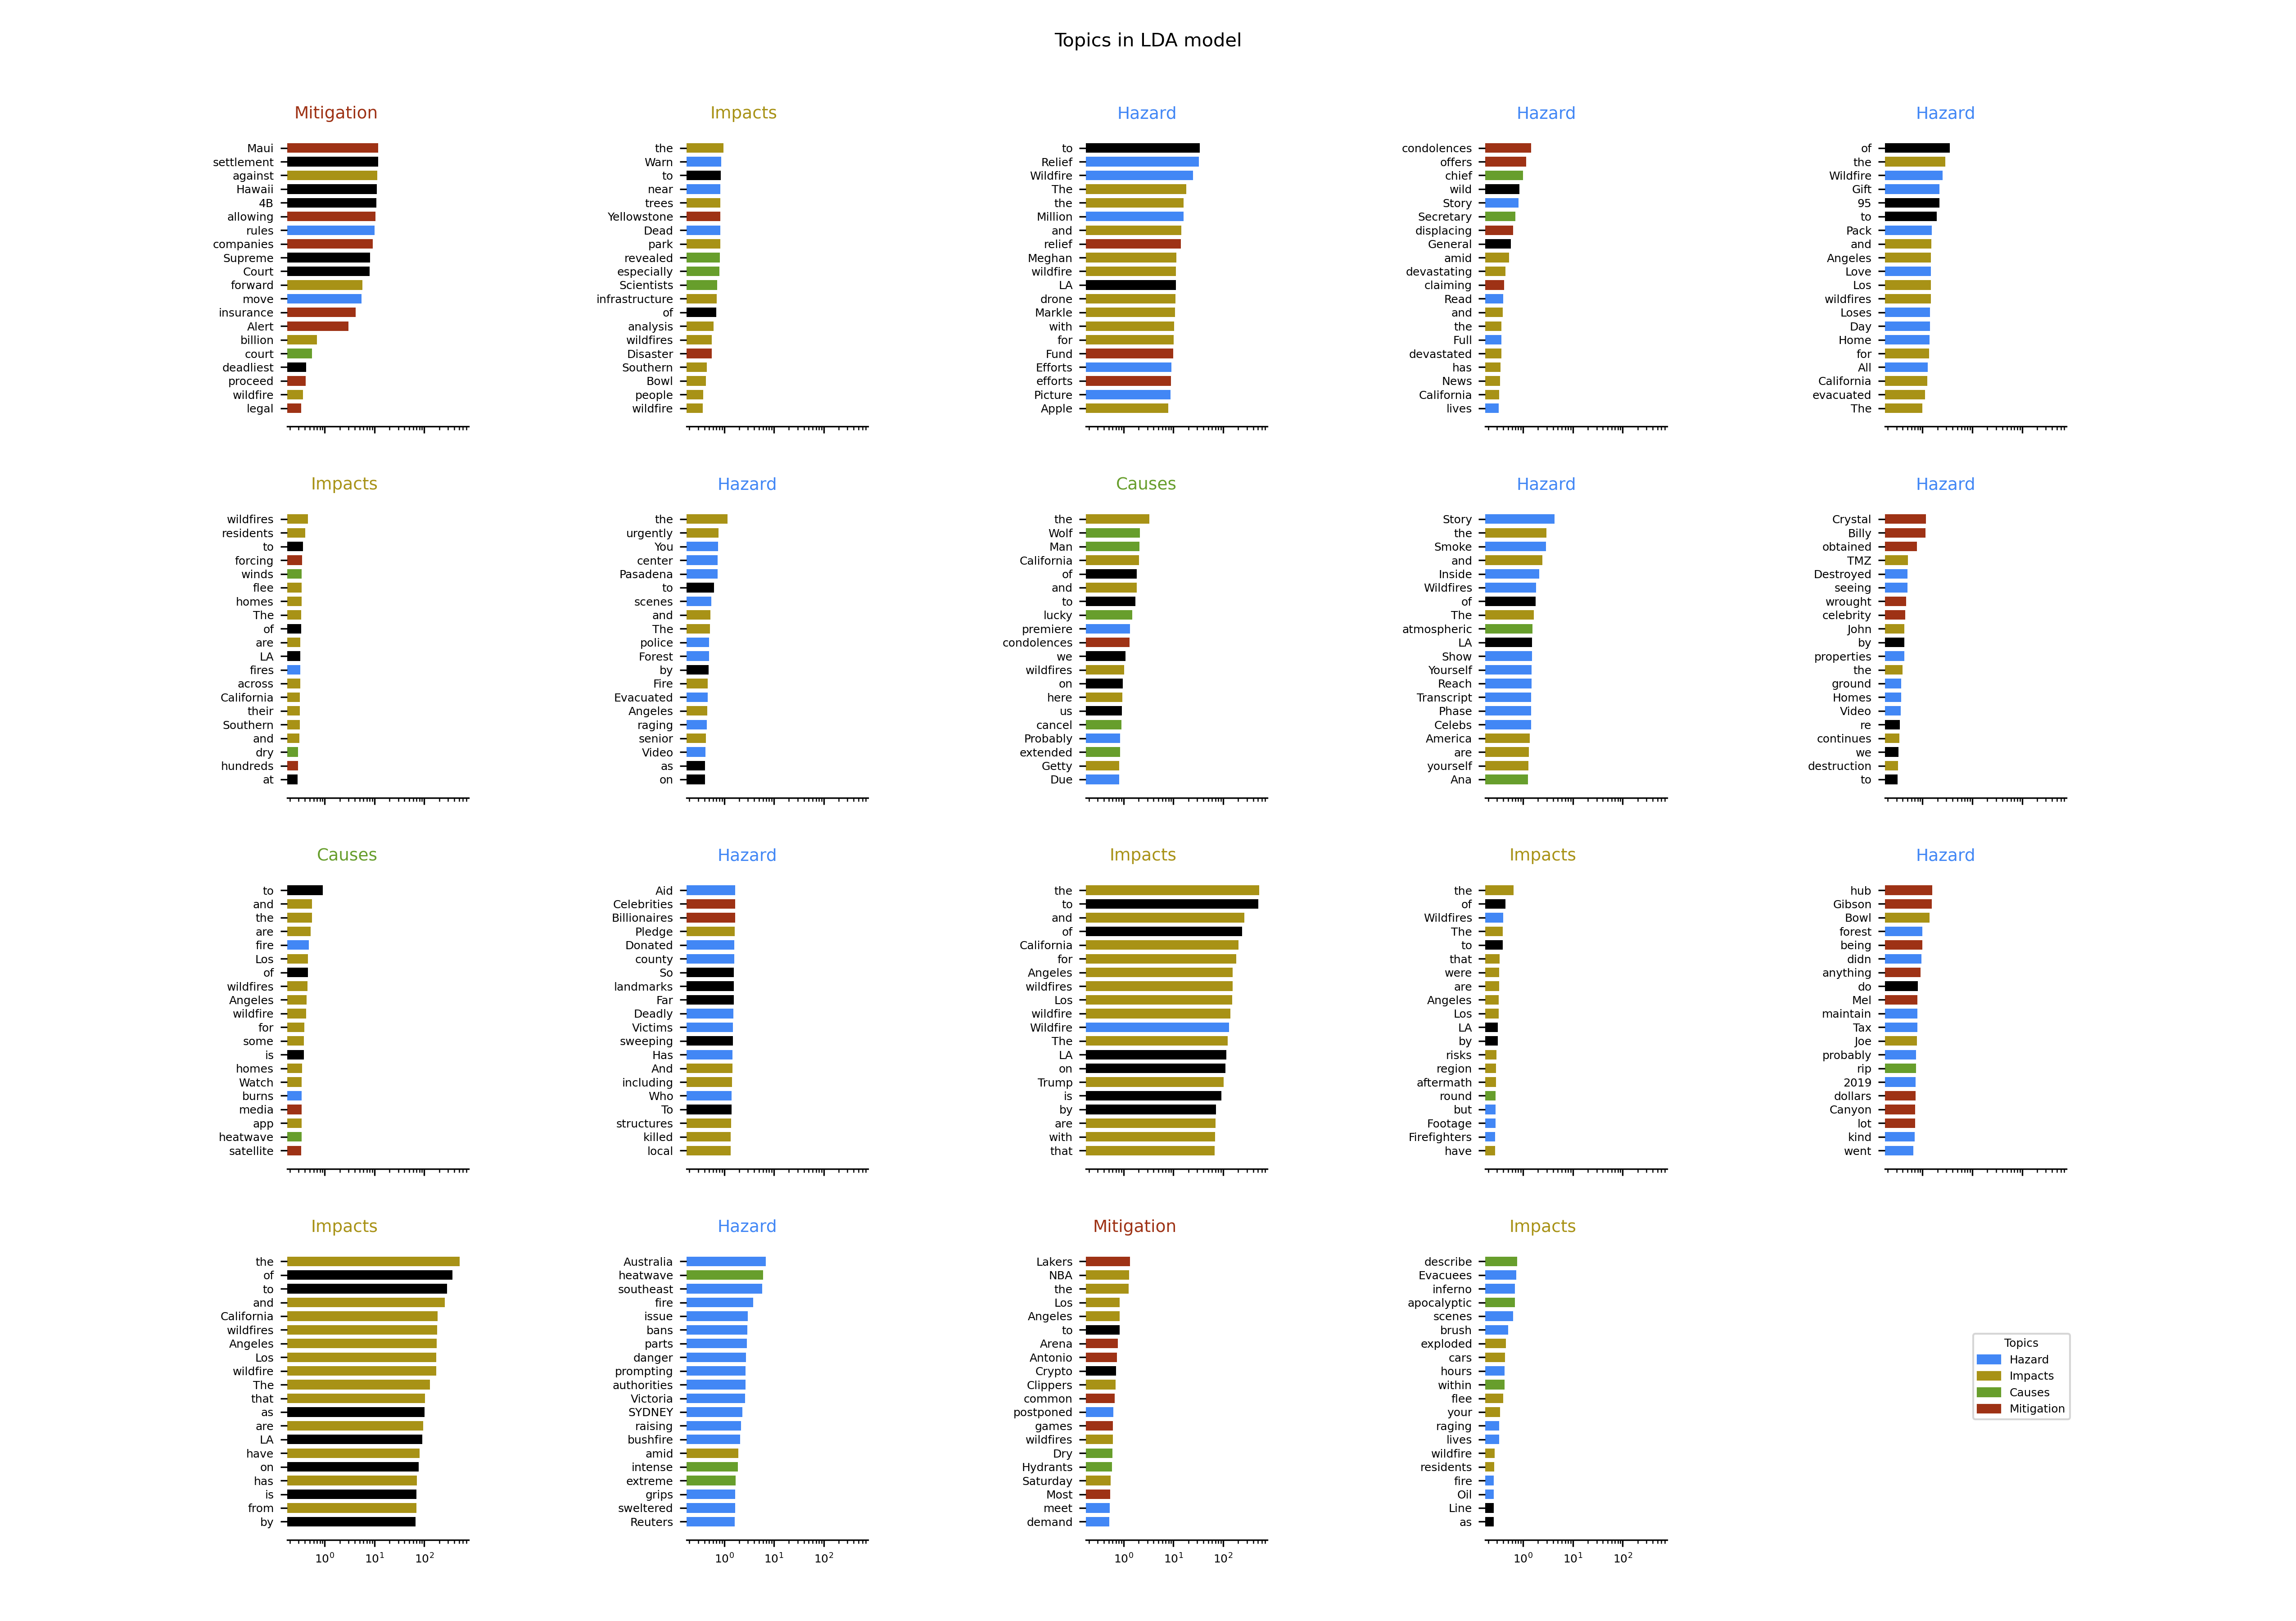 Topics in LDA model
Mitigation
Maui
settlement
against
Hawaii
4B
allowing
rules
companies
Supreme
Court
forward
move
insurance
Alert
billion
court
deadliest
proceed
wildfire
legal
Impacts
the
Warn
to
near
trees
Yellowstone
Dead
park
revealed
especially
Scientists
infrastructure
of
analysis
wildfires
Disaster
Southern
Bowl
people
wildfire
Hazard
to
Relief
Wildfire
The
the
Million
and
relief
Meghan
wildfire
LA
drone
Markle
with
for
Fund
Efforts
efforts
Picture
Apple
Hazard
condolences
offers
chief
wild
Story
Secretary
displacing
General
amid
devastating
claiming
Read
and
the
Full
devastated
has
News
California
lives
Hazard
of
the
Wildfire
Gift
95
to
Pack
and
Angeles
Love
Los
wildfires
Loses
Day
Home
for
All
California
evacuated
The
Impacts
wildfires
residents
to
forcing
winds
flee
homes
The
of
are
LA
fires
across
California
their
Southern
and
dry
hundreds
at
Hazard
the
urgently
You
center
Pasadena
to
scenes
and
The
police
Forest
by
Fire
Evacuated
Angeles
raging
senior
Video
as
on
Causes
the
Wolf
Man
California
of
and
to
lucky
premiere
condolences
we
wildfires
on
here
us
cancel
Probably
extended
Getty
Due
Hazard
Story
the
Smoke
and
Inside
Wildfires
of
The
atmospheric
LA
Show
Yourself
Reach
Transcript
Phase
Celebs
America
are
yourself
Ana
Hazard
Crystal
Billy
obtained
TMZ
Destroyed
seeing
wrought
celebrity
John
by
properties
the
ground
Homes
Video
re
continues
we
destruction
to
Causes
to
and
the
are
fire
Los
of
wildfires
Angeles
wildfire
for
some
is
homes
Watch
burns
media
app
heatwave
satellite
Hazard
Aid
Celebrities
Billionaires
Pledge
Donated
county
So
landmarks
Far
Deadly
Victims
sweeping
Has
And
including
Who
To
structures
killed
local
Impacts
the
to
and
of
California
for
Angeles
wildfires
Los
wildfire
Wildfire
The
LA
on
Trump
is
by
are
with
that
Impacts
the
of
Wildfires
The
to
that
were
are
Angeles
Los
LA
by
risks
region
aftermath
round
but
Footage
Firefighters
have
Hazard
hub
Gibson
Bowl
forest
being
didn
anything
do
Mel
maintain
Tax
Joe
probably
rip
2019
dollars
Canyon
lot
kind
went
Impacts
the
of
to
and
California
wildfires
Angeles
Los
wildfire
The
that
as
are
LA
have
on
has
is
from
by
10⁰ 10¹ 10²
Hazard
Australia
heatwave
southeast
fire
issue
bans
parts
danger
prompting
authorities
Victoria
SYDNEY
raising
bushfire
amid
intense
extreme
grips
sweltered
Reuters
10⁰ 10¹ 10²
Mitigation
Lakers
NBA
the
Los
Angeles
to
Arena
Antonio
Crypto
Clippers
common
postponed
games
wildfires
Dry
Hydrants
Saturday
Most
meet
demand
10⁰ 10¹ 10²
Impacts
describe
Evacuees
inferno
apocalyptic
scenes
brush
exploded
cars
hours
within
flee
your
raging
lives
wildfire
residents
fire
Oil
Line
as
10⁰ 10¹ 10²
Topics
Hazard
Impacts
Causes
Mitigation